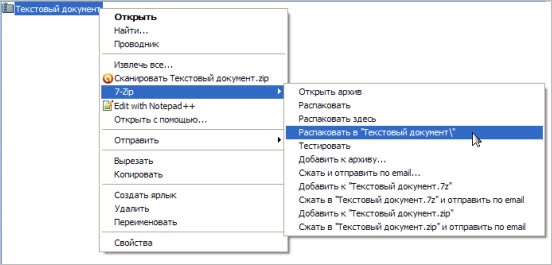 Текстовый документ
Открыть
Найти...
Проводник
Извлечь все...
Сканировать Текстовый документ.zip
7-Zip
Edit with Notepad++
Открыть с помощью...
Отправить
Вырезать
Копировать
Создать ярлык
Удалить
Переименовать
Свойства
Открыть архив
Распаковать
Распаковать здесь
Распаковать в "Текстовый документ\"
Тестировать
Добавить к архиву...
Сжать и отправить по email...
Добавить к "Текстовый документ.7z"
Сжать в "Текстовый документ.7z" и отправить по email
Добавить к "Текстовый документ.zip"
Сжать в "Текстовый документ.zip" и отправить по email